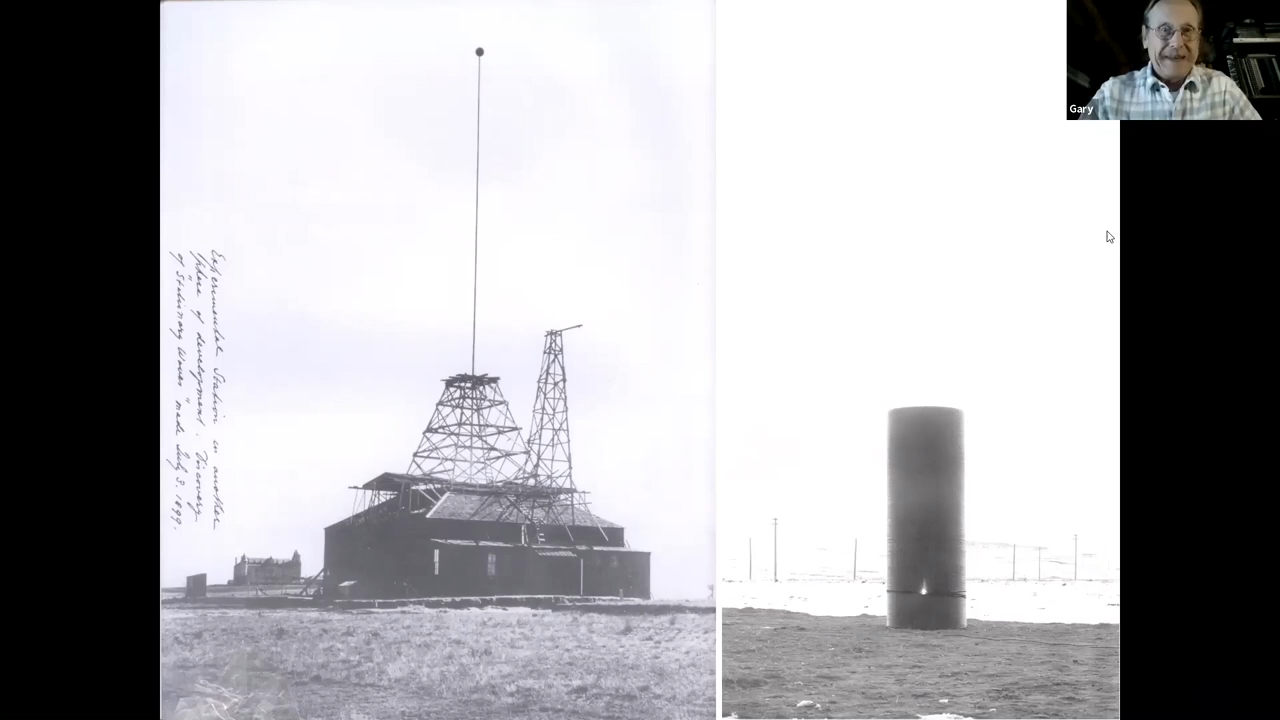 Experimental Station in another
phase of development. Discovery
of "Stationary Waves" made July 3. 1899.
Gary